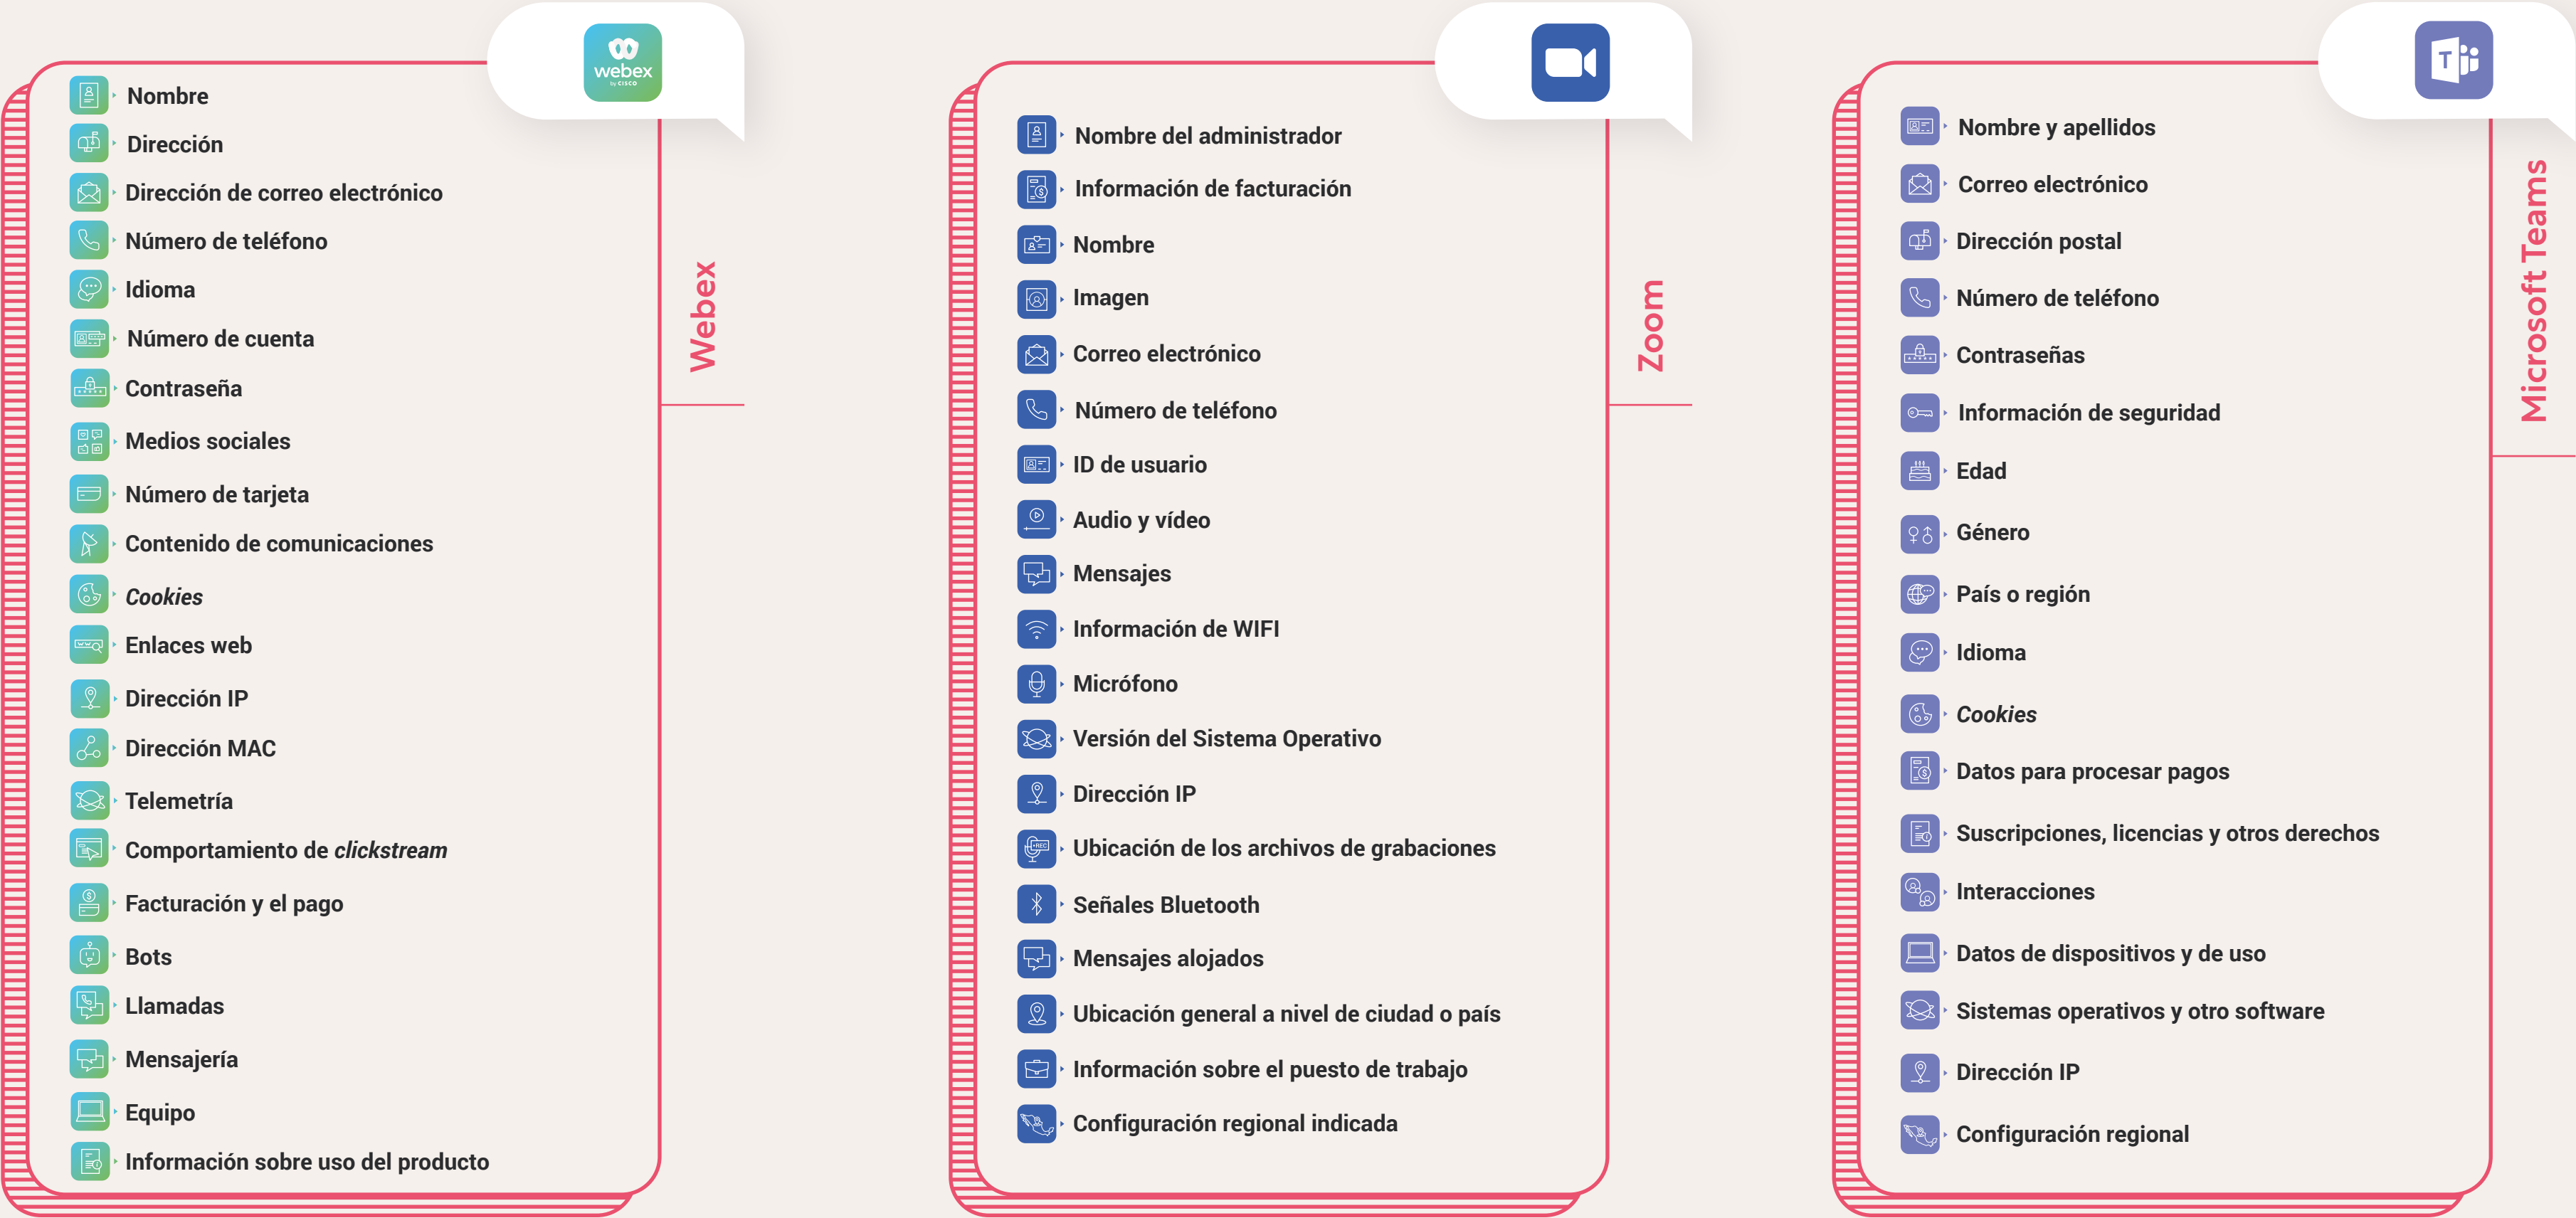 webex
by CISCO
Nombre
Dirección
Dirección de correo electrónico
Número de teléfono
Idioma
Número de cuenta
Contraseña
Medios sociales
Número de tarjeta
Contenido de comunicaciones
Cookies
Enlaces web
Dirección IP
Dirección MAC
Telemetría
Comportamiento de clickstream
Facturación y el pago
Bots
Llamadas
Mensajería
Equipo
Información sobre uso del producto
Webex
Nombre del administrador
Información de facturación
Nombre
Imagen
Correo electrónico
Número de teléfono
ID de usuario
Audio y vídeo
Mensajes
Información de WIFI
Micrófono
Versión del Sistema Operativo
Dirección IP
REC
Ubicación de los archivos de grabaciones
Señales Bluetooth
Mensajes alojados
Ubicación general a nivel de ciudad o país
Información sobre el puesto de trabajo
Configuración regional indicada
Zoom
T
Nombre y apellidos
Correo electrónico
Dirección postal
Número de teléfono
Contraseñas
Información de seguridad
Edad
Género
País o región
Idioma
Cookies
Datos para procesar pagos
Suscripciones, licencias y otros derechos
Interacciones
Datos de dispositivos y de uso
Sistemas operativos y otro software
Dirección IP
Configuración regional
Microsoft Teams